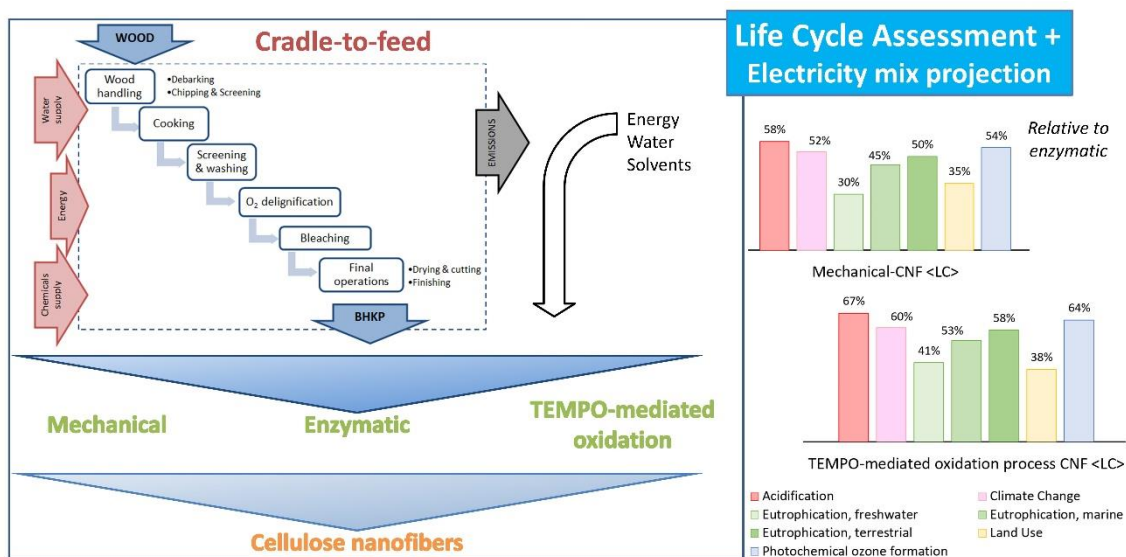 WOOD
Cradle-to-feed
Water
supply
Energy
Chemicals
supply
Wood
handling
•Debarking
•Chipping & Screening
Cooking
Screening
& washing
O₂ delignification
Bleaching
Final
operations
•Drying & cutting
•Finishing
BHKP
EMISSIONS
Energy
Water
Solvents
Mechanical
Enzymatic
TEMPO-mediated
oxidation
Cellulose nanofibers
Life Cycle Assessment +
Electricity mix projection
Relative to
enzymatic
58%
52%
30%
45%
50%
35%
54%
Mechanical-CNF <LC>
67%
60%
41%
53%
58%
38%
64%
TEMPO-mediated oxidation process CNF <LC>
Acidification
Climate Change
Eutrophication, freshwater
Eutrophication, marine
Eutrophication, terrestrial
Land Use
Photochemical ozone formation